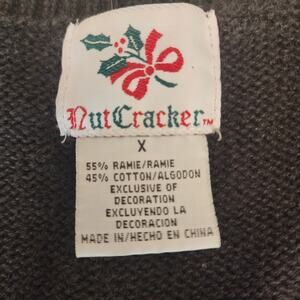 NutCracker™
X
55% RAMIE/RAMIE
45% COTTON/ALGODON
EXCLUSIVE OF
DECORATION
EXCLUYENDO LA
DECORACION
MADE IN/HECHO EN CHINA